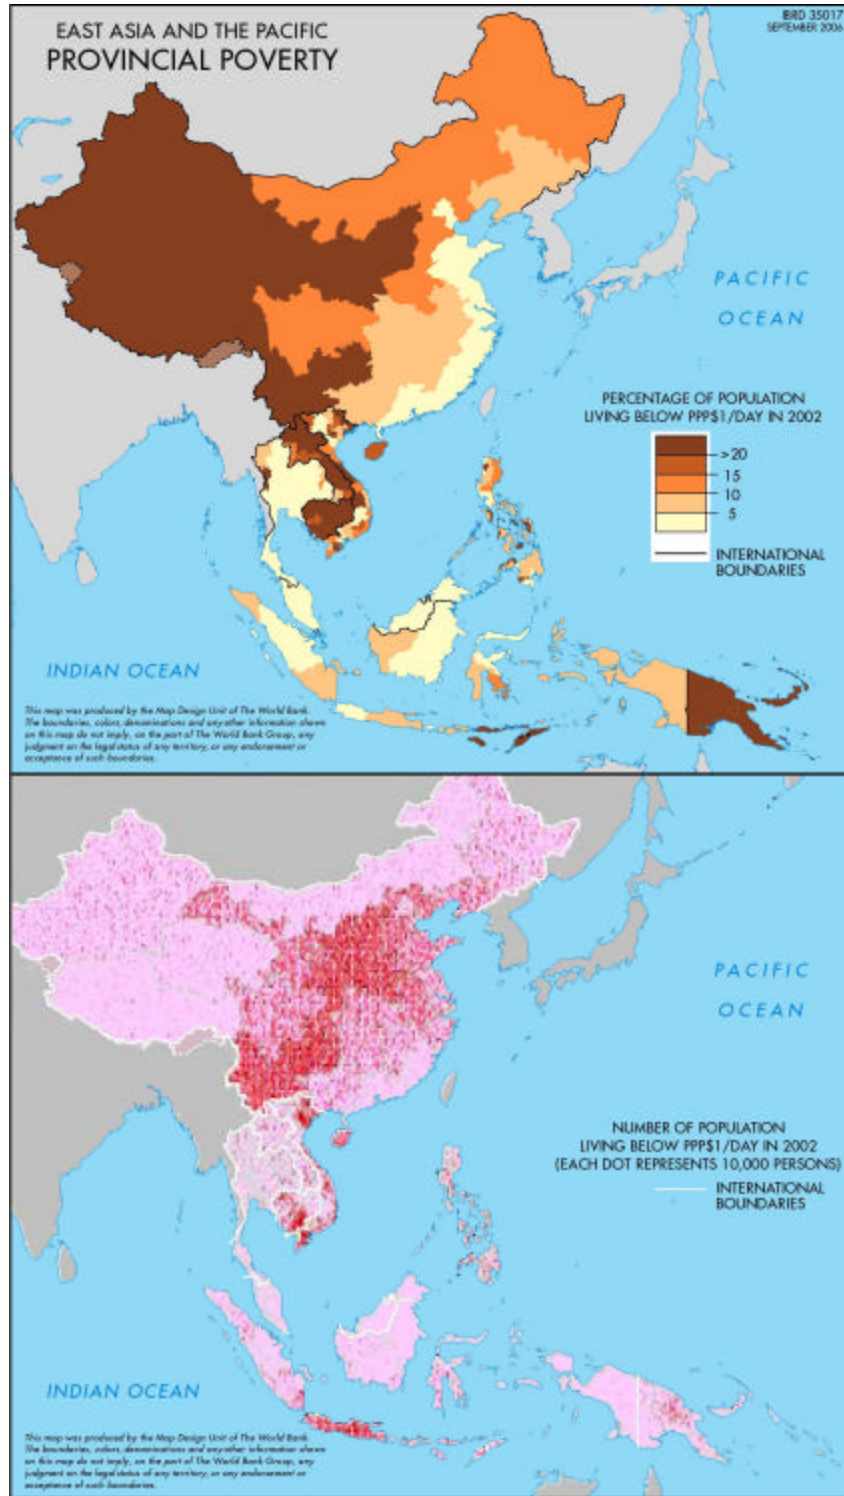 EAST ASIA AND THE PACIFIC
PROVINCIAL POVERTY
IBRD 35017
SEPTEMBER 2006
PACIFIC
OCEAN
PERCENTAGE OF POPULATION
LIVING BELOW PPP$1/DAY IN 2002
>20
15
10
5
INTERNATIONAL
BOUNDARIES
INDIAN OCEAN
This map was produced by the Map Design Unit of The World Bank.
The boundaries, colors, denominations and any other information shown
on this map do not imply, on the part of The World Bank Group, any
judgment on the legal status of any territory, or any endorsement or
acceptance of such boundaries.
PACIFIC
OCEAN
NUMBER OF POPULATION
LIVING BELOW PPP$1/DAY IN 2002
(EACH DOT REPRESENTS 10,000 PERSONS)
INTERNATIONAL
BOUNDARIES
INDIAN OCEAN
This map was produced by the Map Design Unit of The World Bank.
The boundaries, colors, denominations and any other information shown
on this map do not imply, on the part of The World Bank Group, any
judgment on the legal status of any territory, or any endorsement or
acceptance of such boundaries.